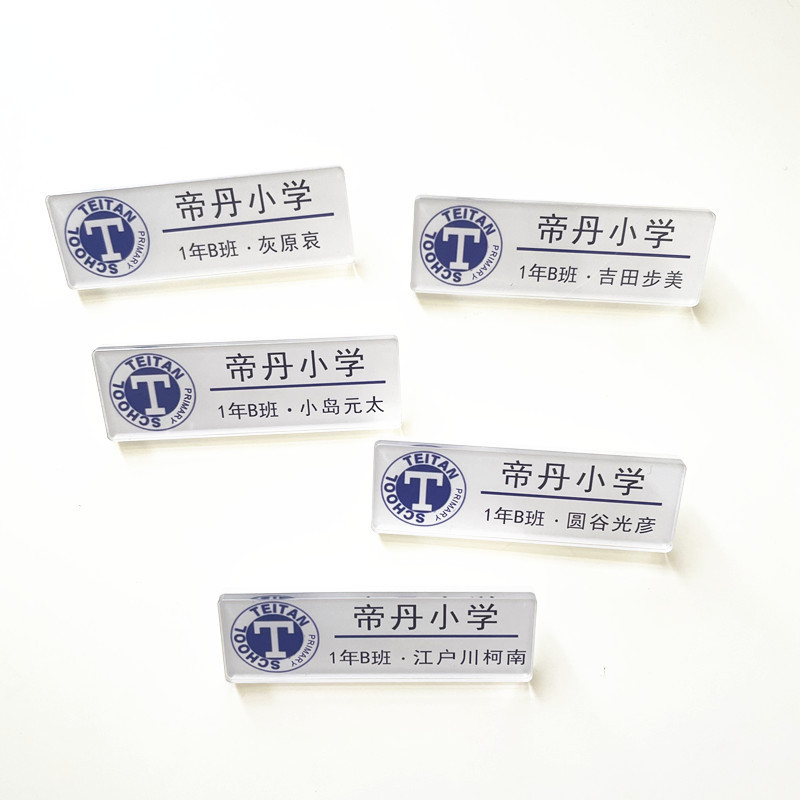 TEITAN PRIMARY SCHOOL
T
帝丹小学
1年B班·灰原哀
TEITAN PRIMARY SCHOOL
T
帝丹小学
1年B班·吉田步美
TEITAN PRIMARY SCHOOL
T
帝丹小学
1年B班·小岛元太
TEITAN PRIMARY SCHOOL
T
帝丹小学
1年B班·圆谷光彦
TEITAN PRIMARY SCHOOL
T
帝丹小学
1年B班·江户川柯南